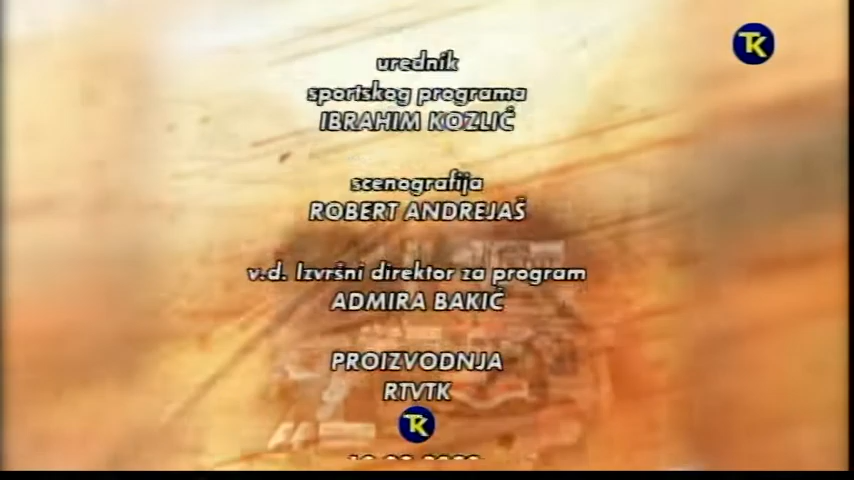 TK
urednik
sportskog programa
IBRAHIM KOZLIĆ
scenografija
ROBERT ANDREJAŠ
v.d. Izvršni direktor za program
ADMIRA BAKIĆ
PROIZVODNJA
RTVTK
TK